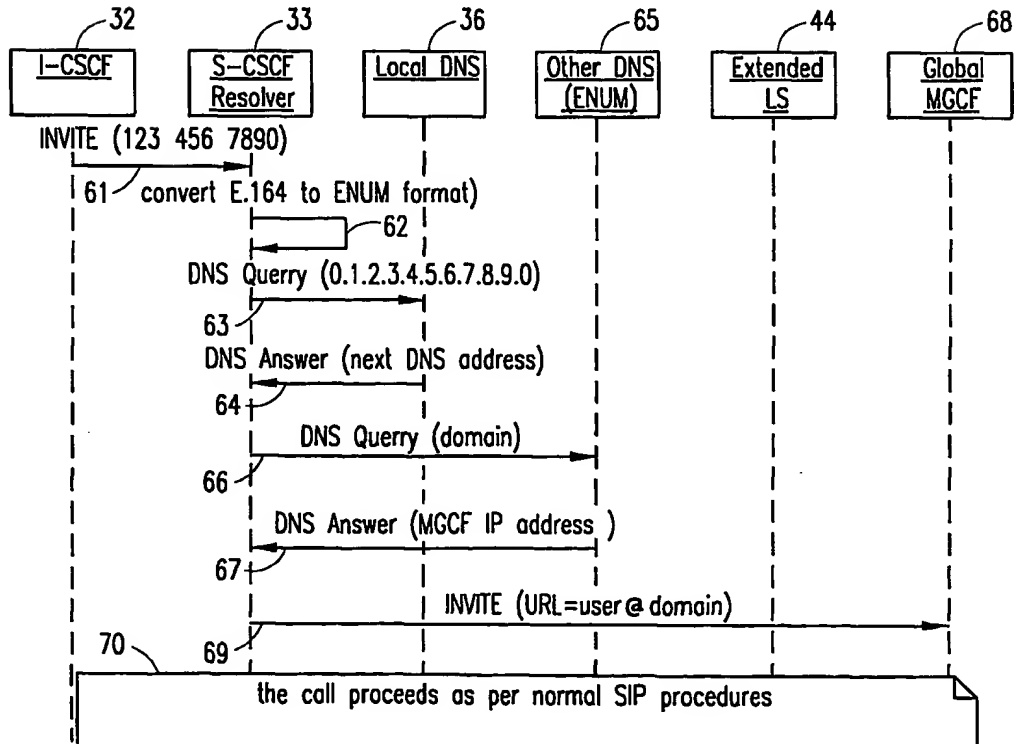 32 33 36 65 44 68
I-CSCF
S-CSCF
Resolver
Local DNS
Other DNS
(ENUM)
Extended
LS
Global
MGCF
INVITE (123 456 7890)
61 convert E.164 to ENUM format)
62
DNS Querry (0.1.2.3.4.5.6.7.8.9.0)
63
DNS Answer (next DNS address)
64
DNS Querry (domain)
66
DNS Answer (MGCF IP address )
67
INVITE (URL=user@domain)
69
70
the call proceeds as per normal SIP procedures